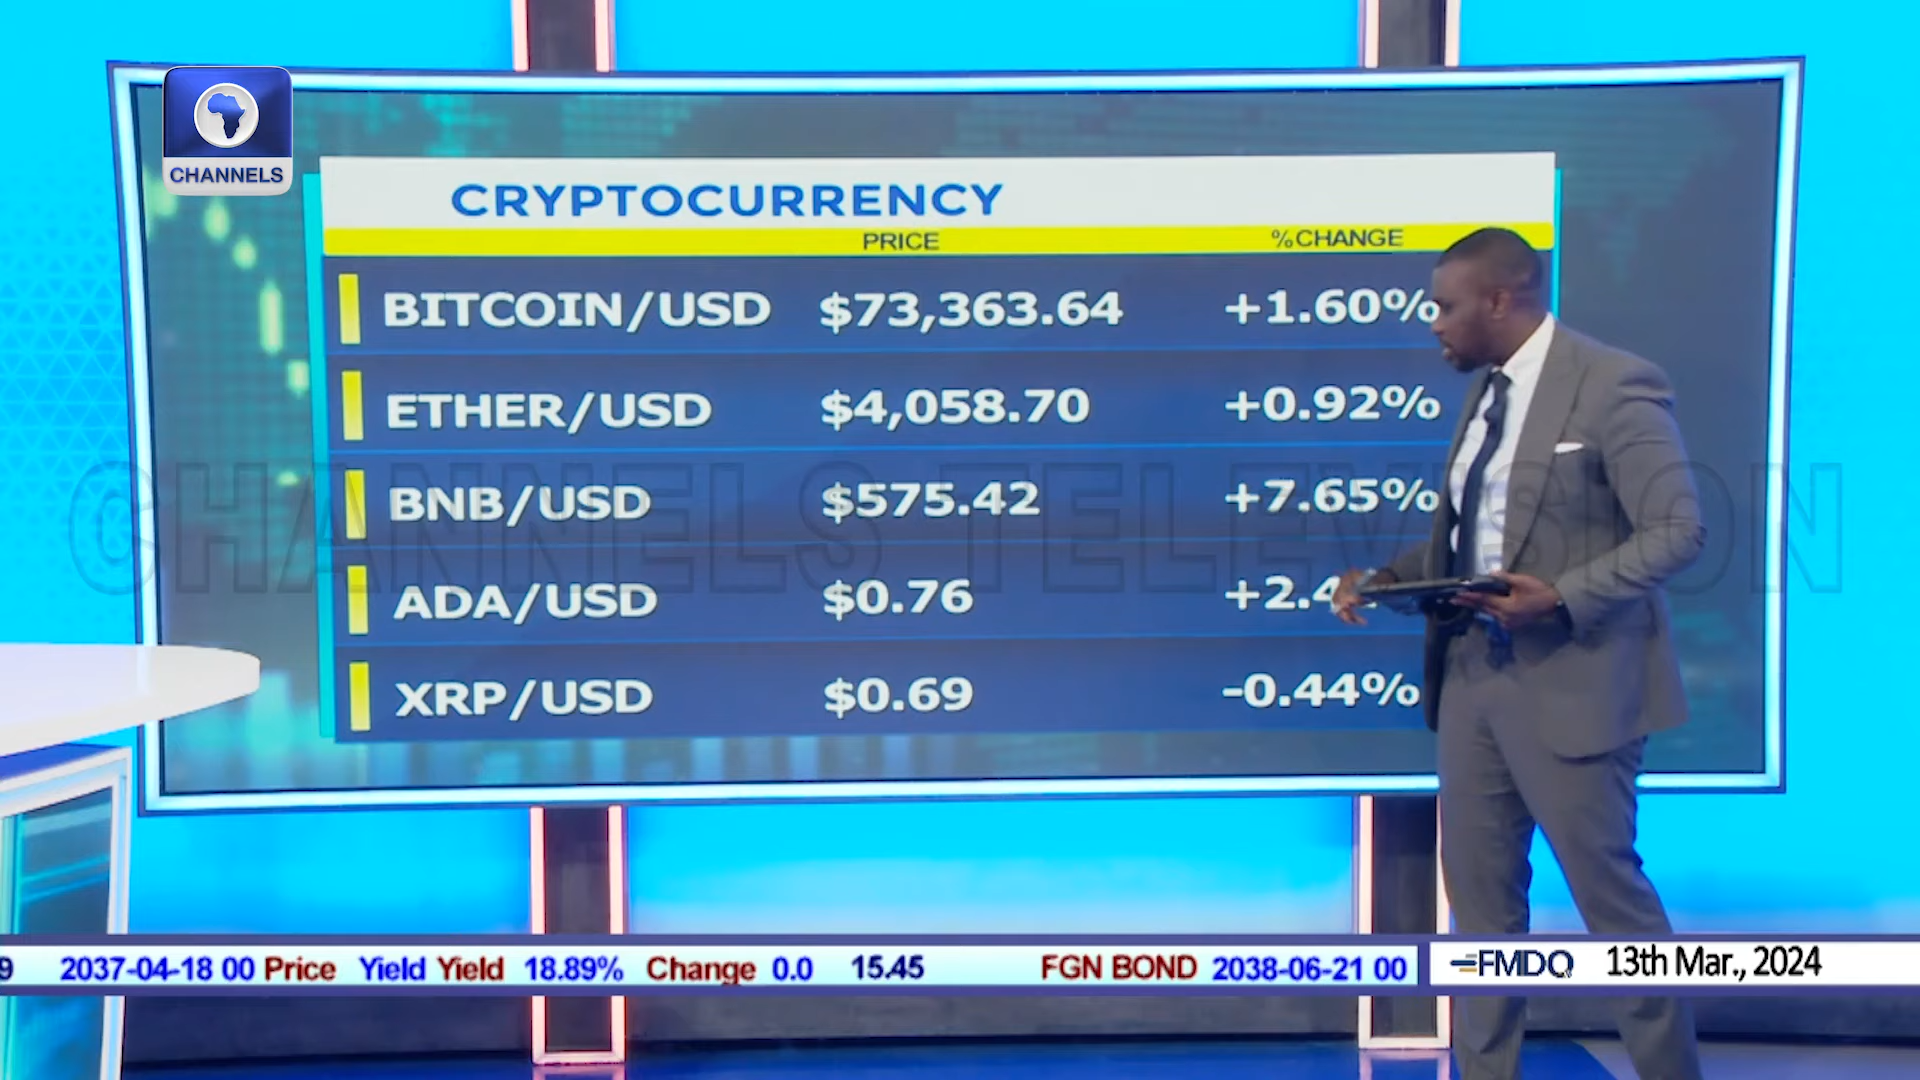 CHANNELS
CRYPTOCURRENCY
PRICE %CHANGE
BITCOIN/USD $73,363.64 +1.60%
ETHER/USD $4,058.70 +0.92%
BNB/USD $575.42 +7.65%
ADA/USD $0.76
XRP/USD $0.69 -0.44%
CHANNELS TELEVISION
9 2037-04-18 00 Price Yield Yield 18.89% Change 0.0 15.45 FGN BOND 2038-06-21 00
FMDQ 13th Mar., 2024